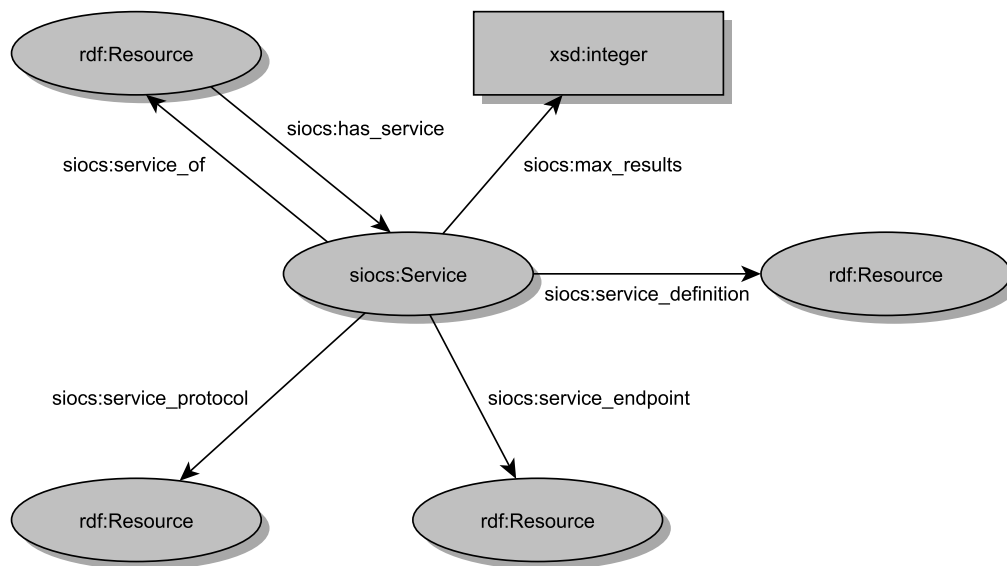 rdf:Resource
xsd:integer
siocs:has_service
siocs:service_of
siocs:max_results
siocs:Service
rdf:Resource
siocs:service_definition
siocs:service_protocol
siocs:service_endpoint
rdf:Resource
rdf:Resource